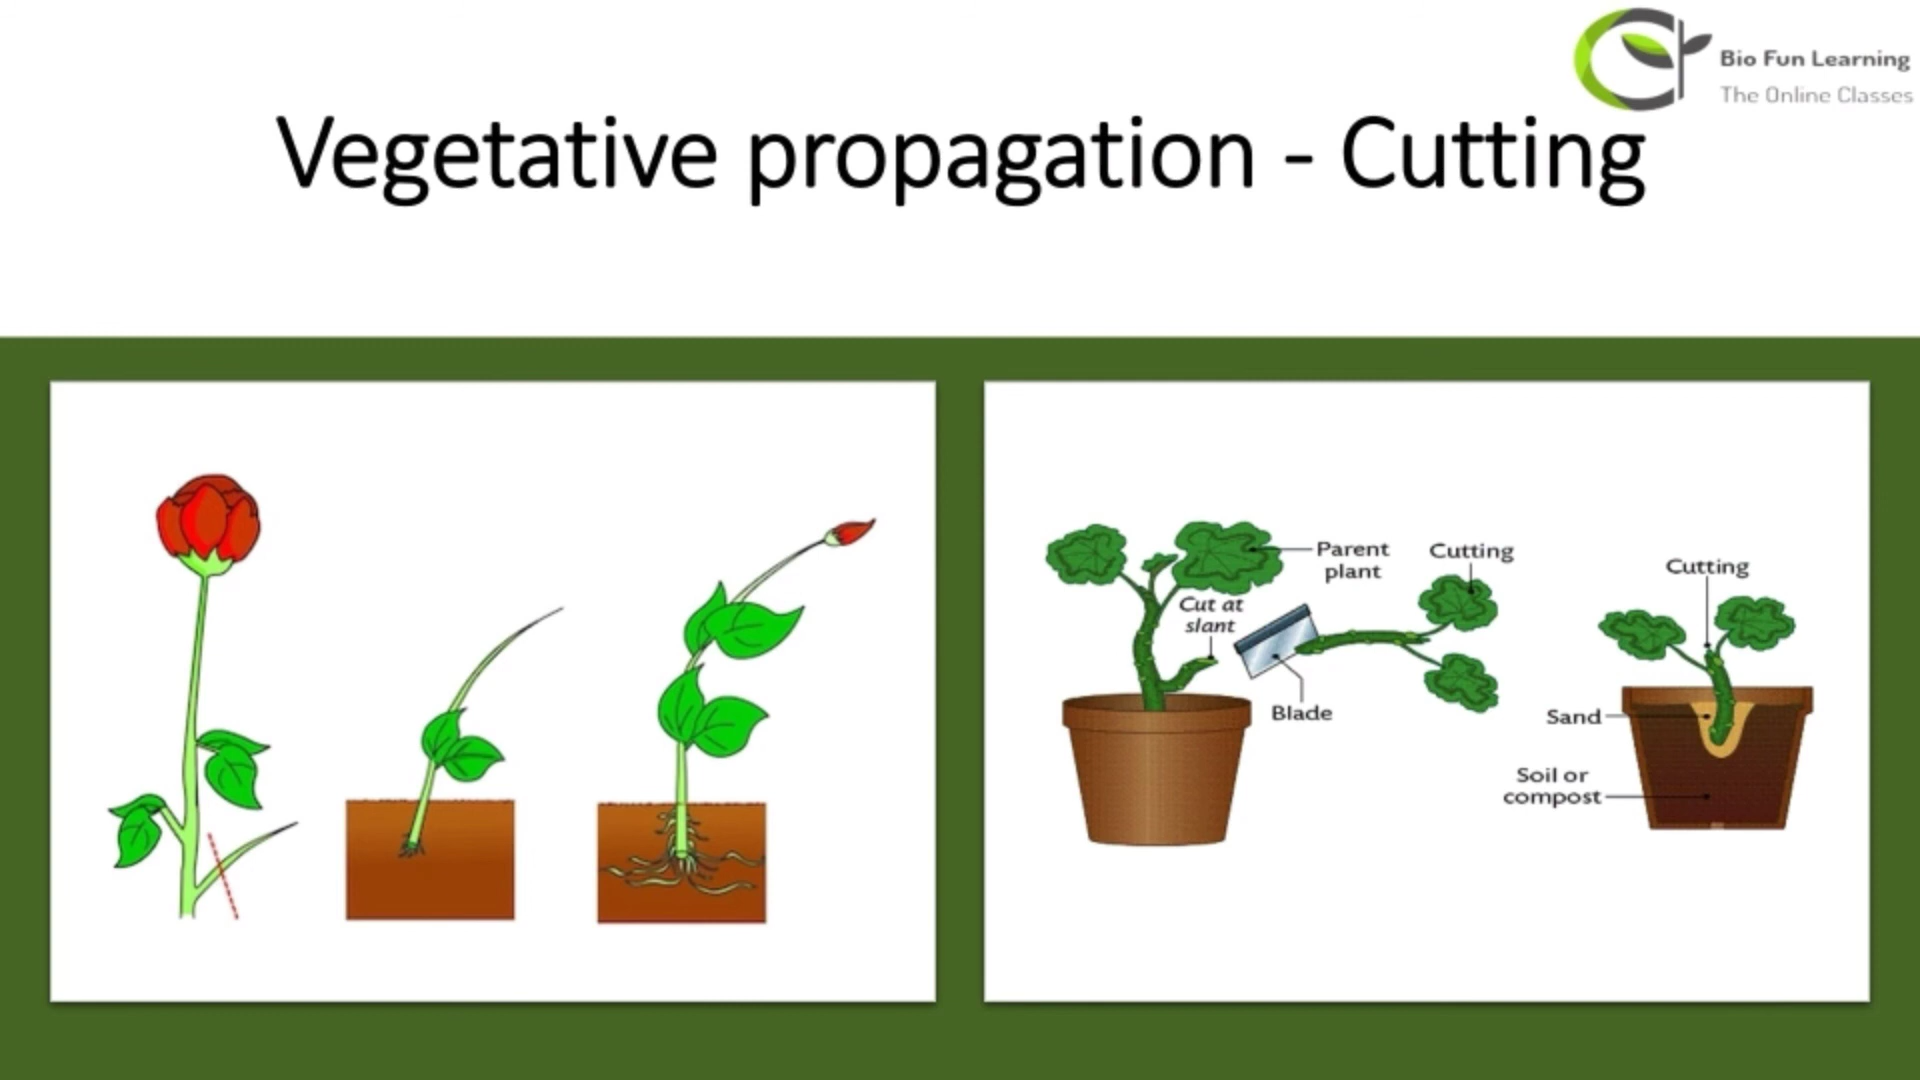 Bio Fun Learning
The Online Classes
Vegetative propagation - Cutting
Parent
plant
Cutting
Cut at
slant
Blade
Cutting
Sand
Soil or
compost